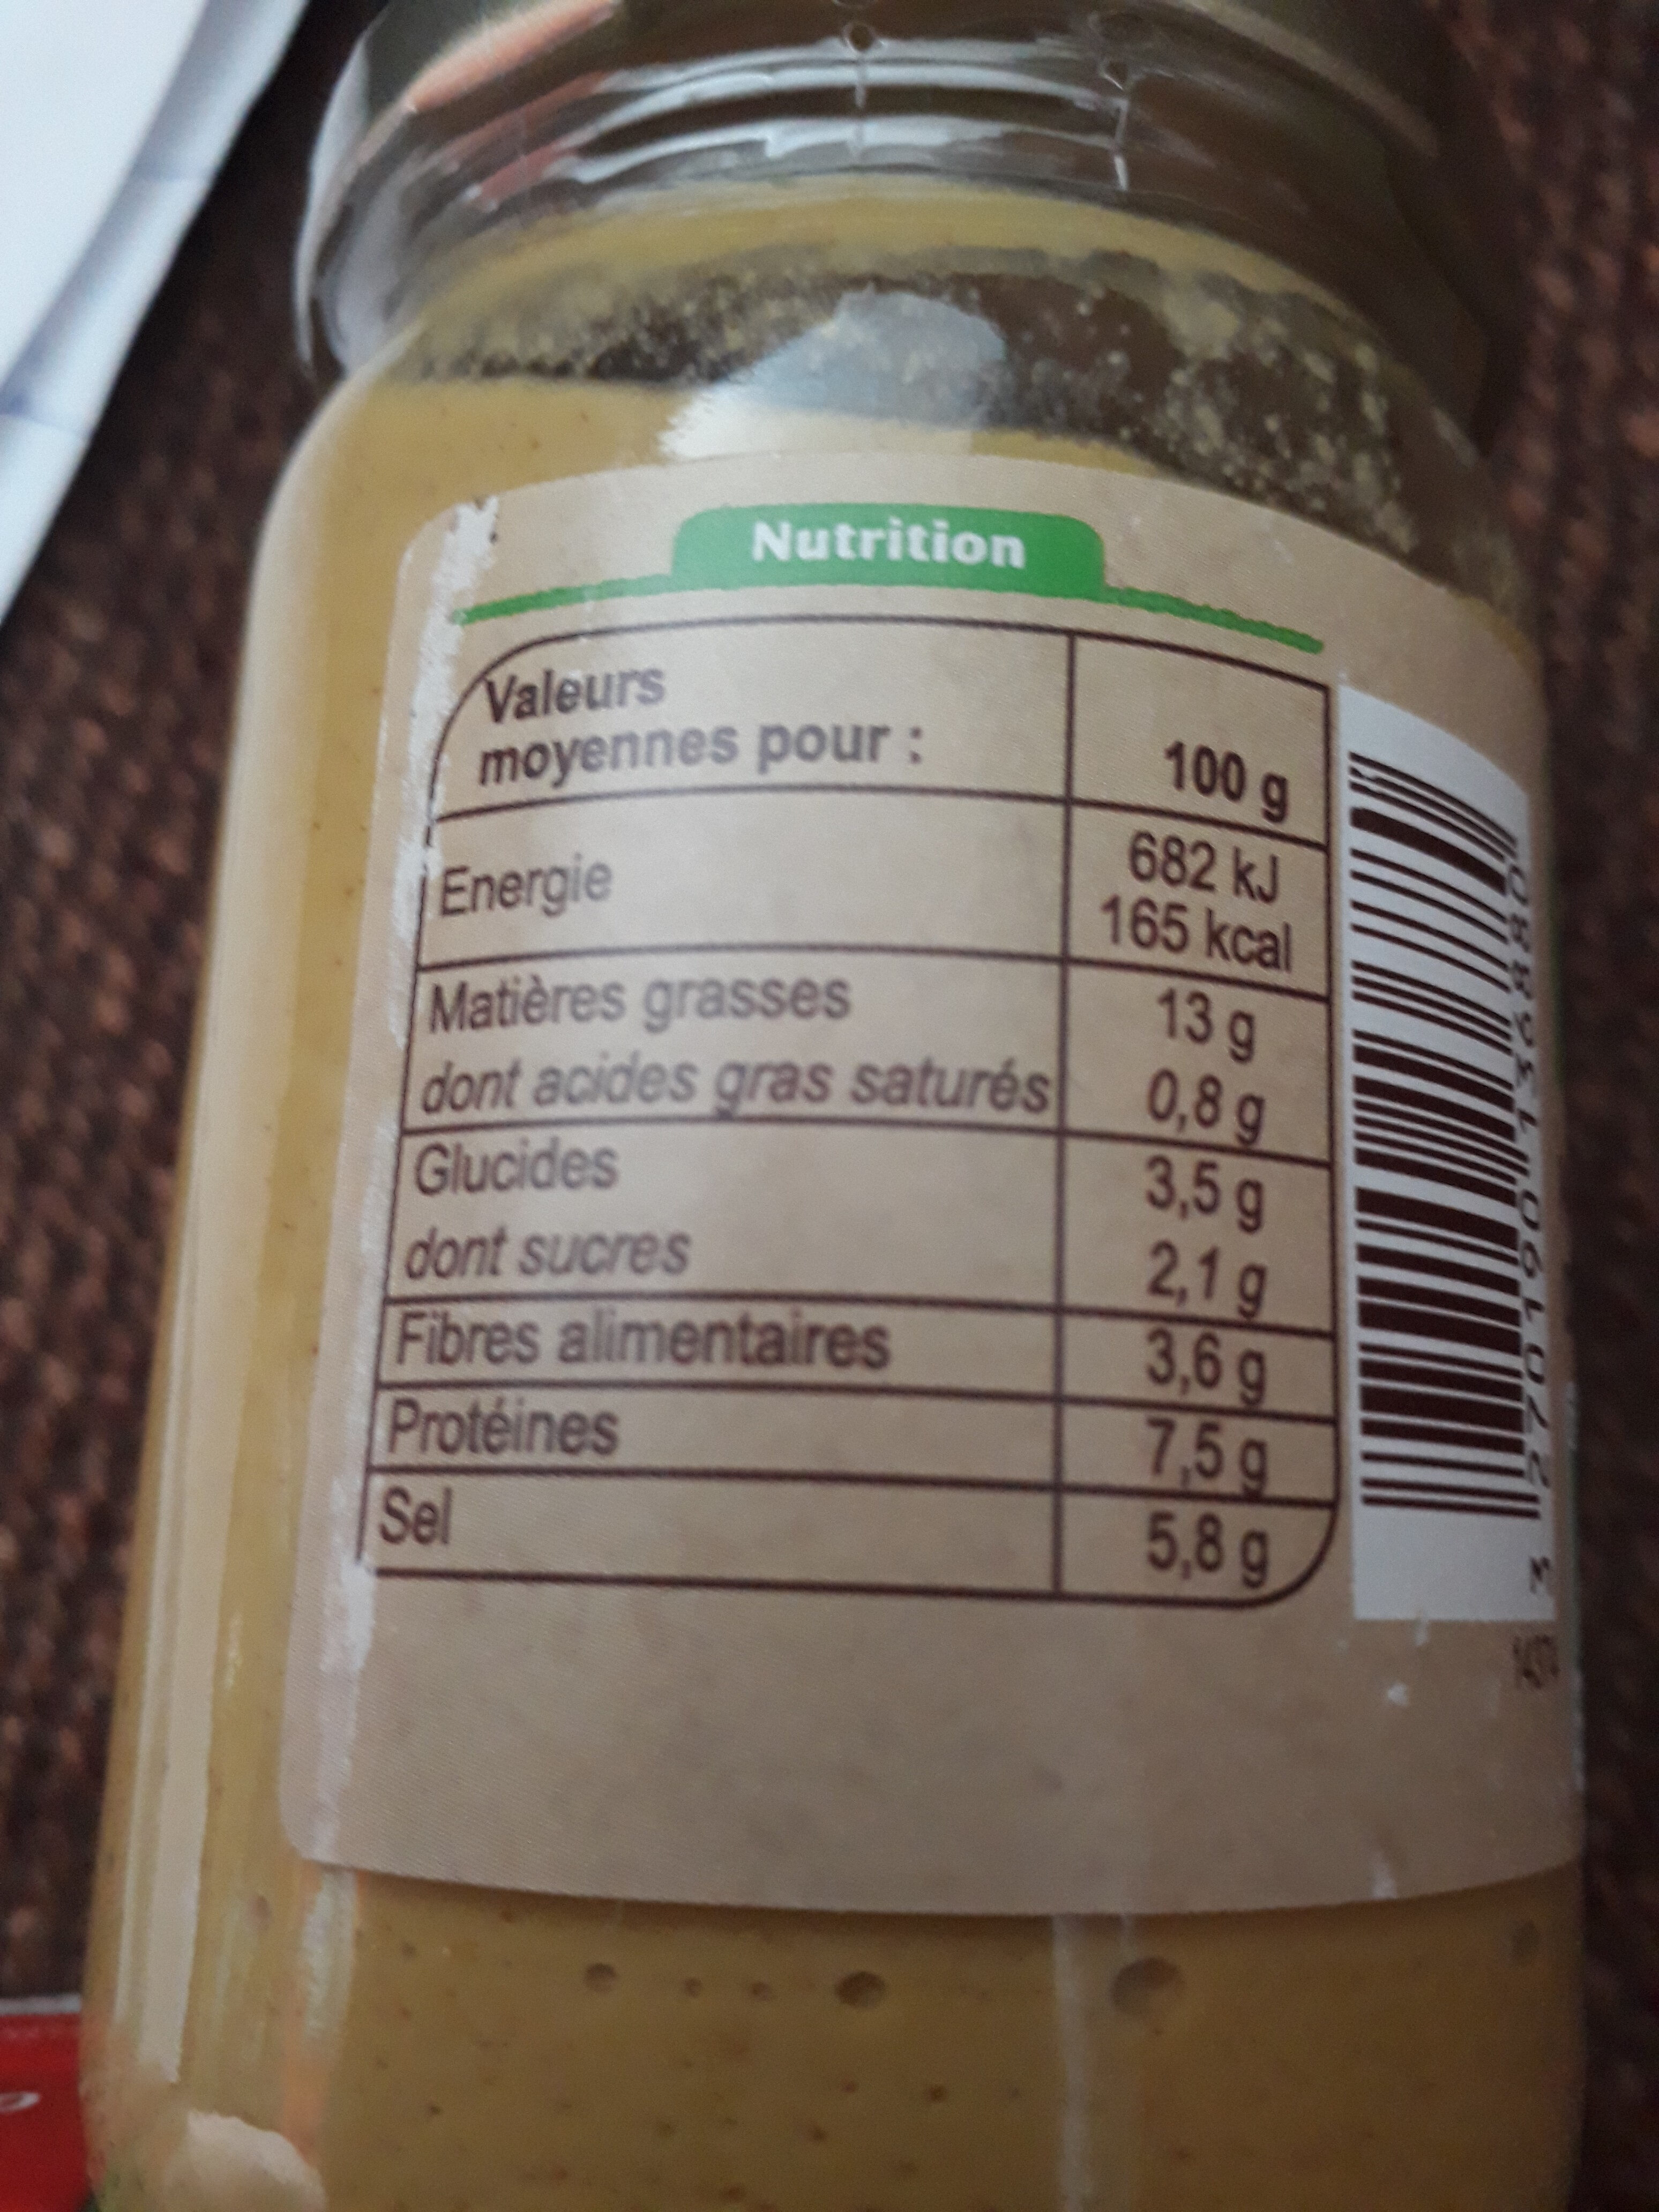 Nutrition
Valeurs
moyennes pour :
100 g
Energie
682 kJ
165 kcal
Matières grasses
13 g
dont acides gras saturés
0,8 g
Glucides
3,5 g
dont sucres
2,1 g
Fibres alimentaires
3,6 g
Protéines
7,5 g
Sel
5,8 g